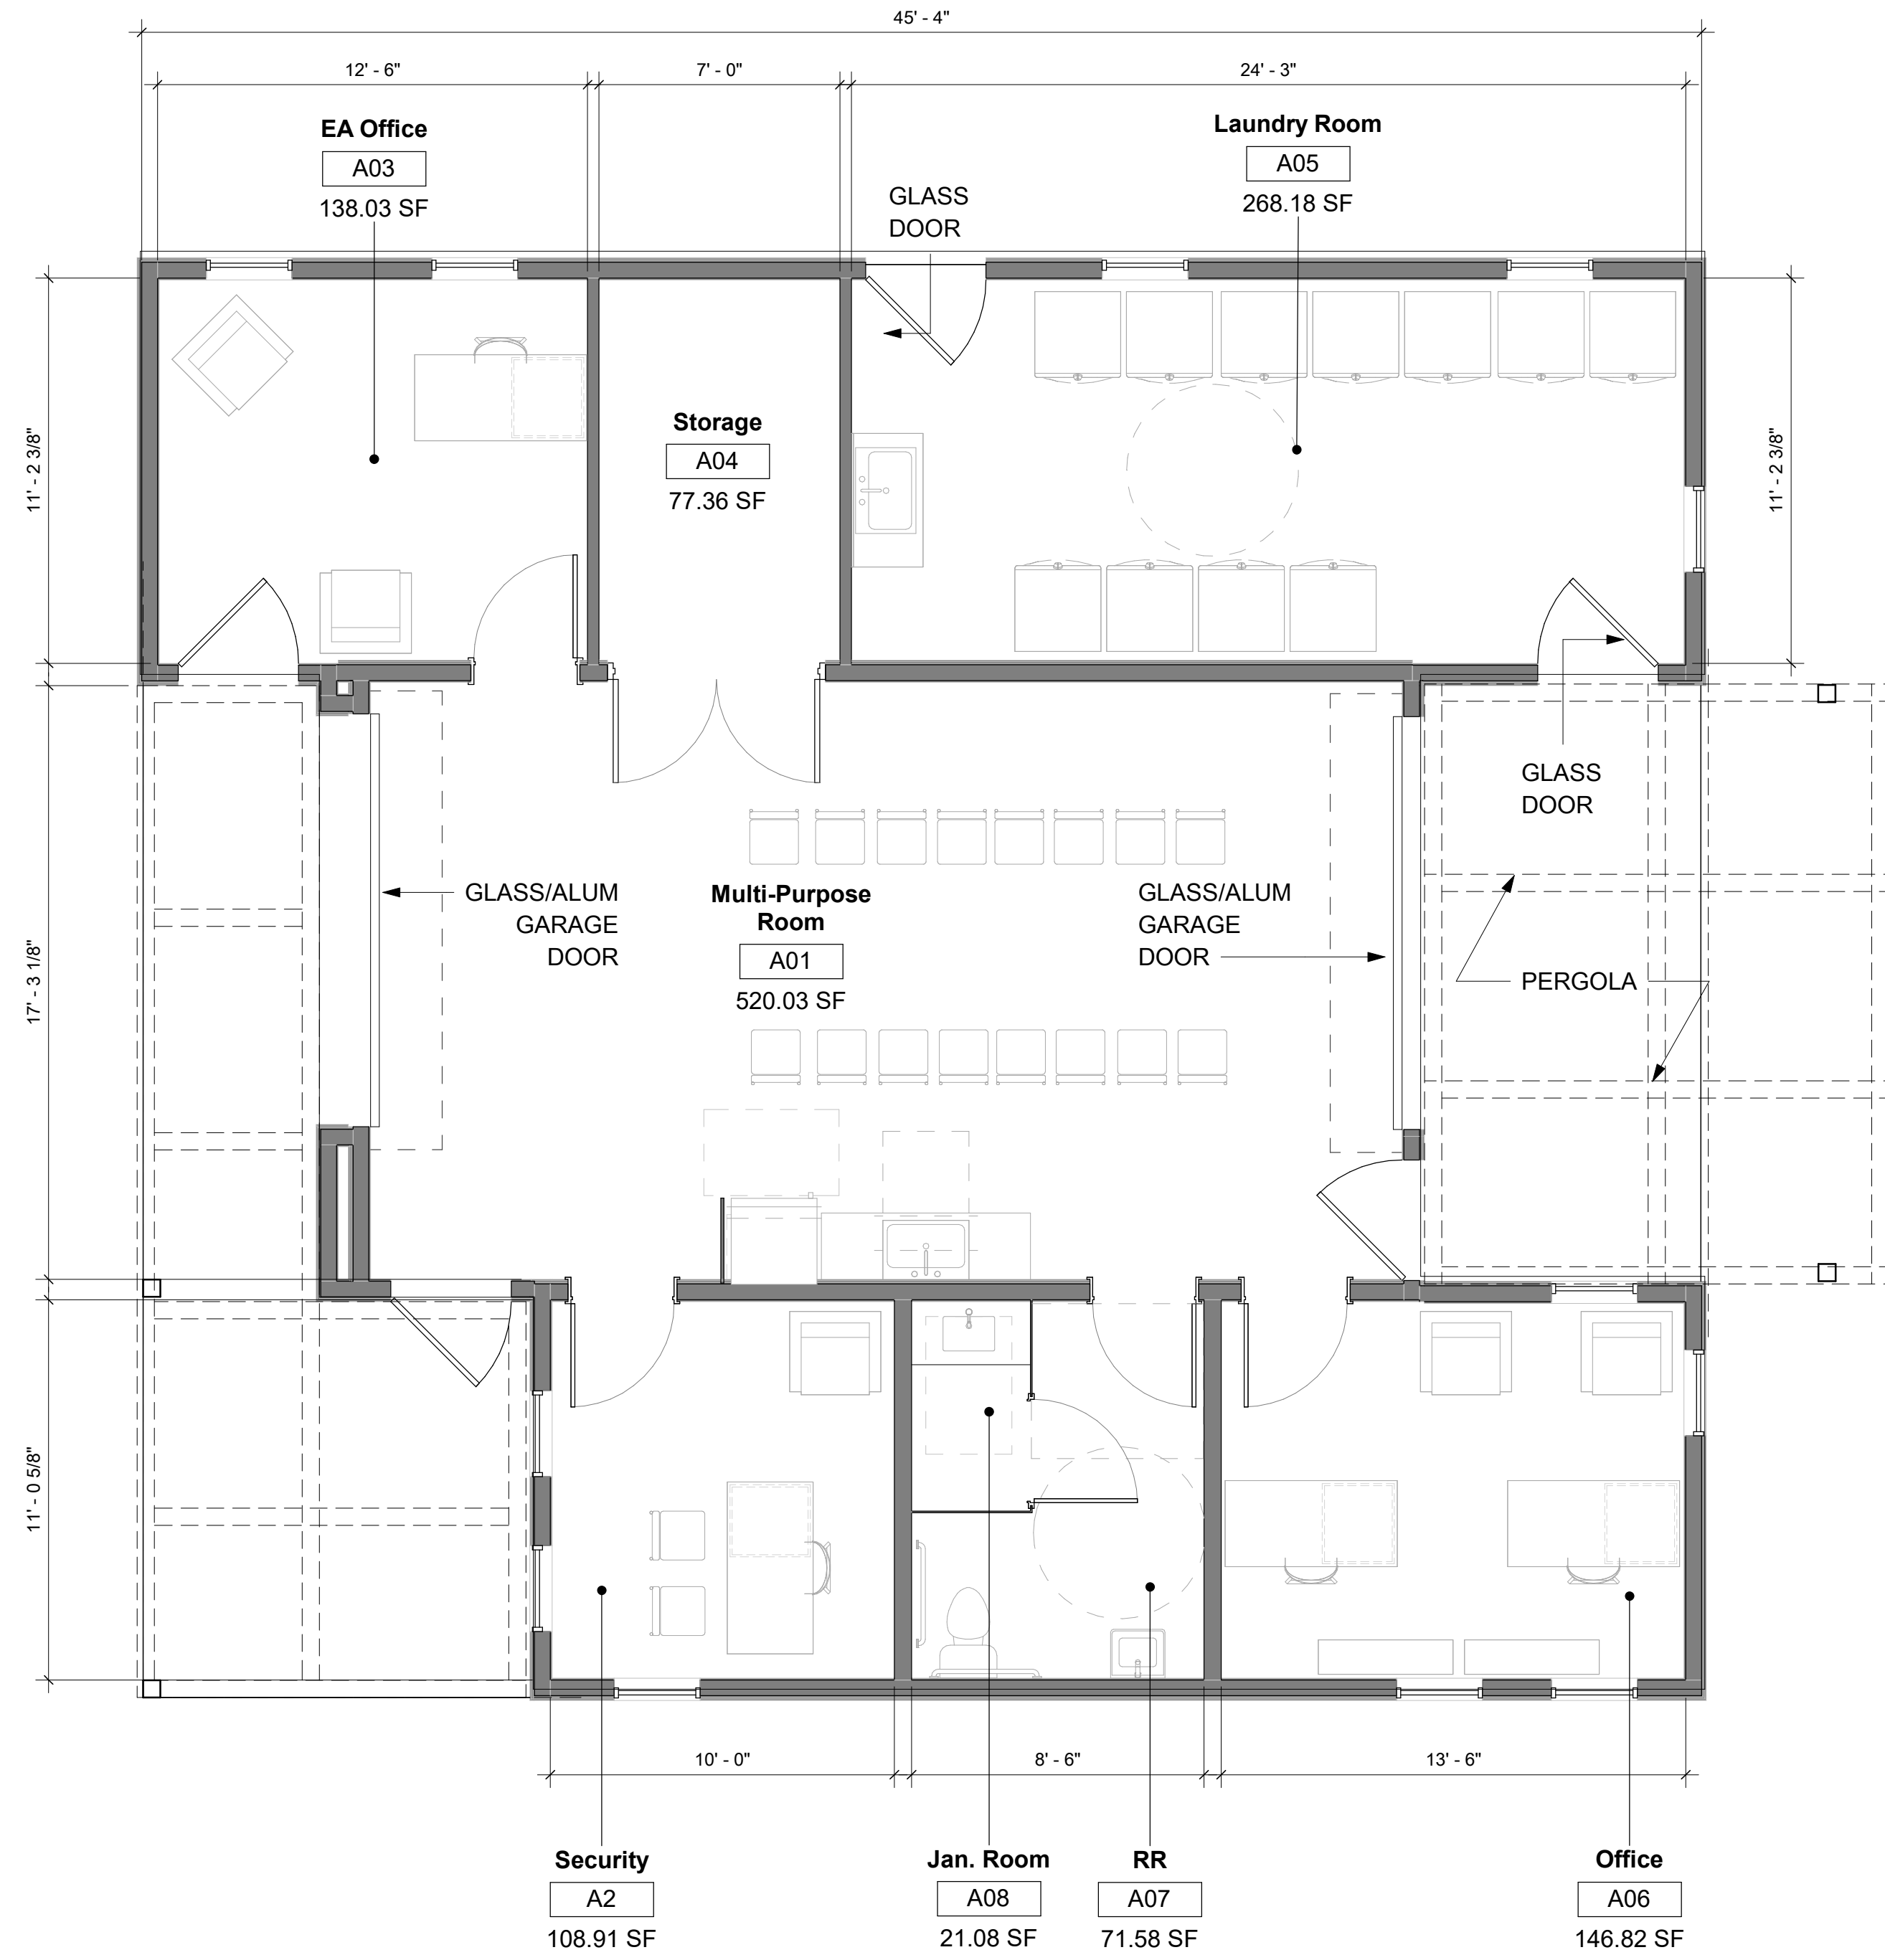 45' - 4"
12' - 6"
7' - 0"
24' - 3"
EA Office
A03
138.03 SF
Laundry Room
A05
268.18 SF
GLASS
DOOR
11' - 2 3/8"
Storage
A04
77.36 SF
11' - 2 3/8"
GLASS
DOOR
17' - 3 1/8"
GLASS/ALUM
GARAGE
DOOR
Multi-Purpose
Room
A01
520.03 SF
GLASS/ALUM
GARAGE
DOOR
PERGOLA
11' - 0 5/8"
10' - 0"
8' - 6"
13' - 6"
Security
A2
108.91 SF
Jan. Room
A08
21.08 SF
RR
A07
71.58 SF
Office
A06
146.82 SF